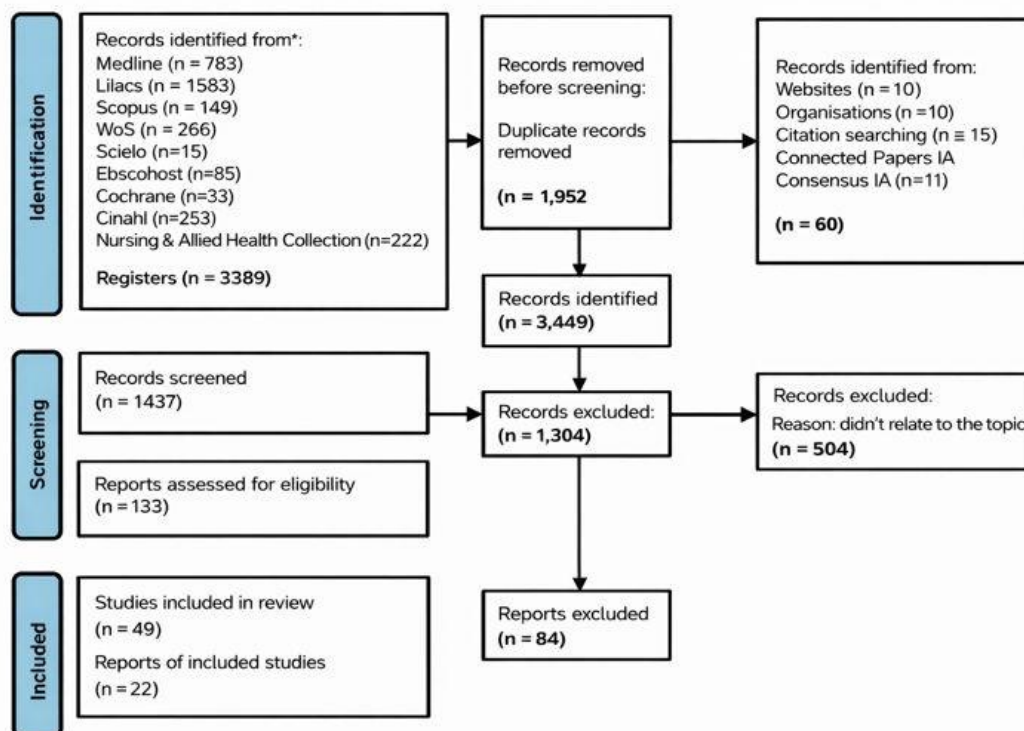 Identification
Records identified from*:
Medline (n = 783)
Lilacs (n = 1583)
Scopus (n = 149)
WoS (n = 266)
Scielo (n=15)
Ebscohost (n=85)
Cochrane (n=33)
Cinahl (n=253)
Nursing & Allied Health Collection (n=222)
Registers (n = 3389)
Records removed
before screening:
Duplicate records
removed
(n = 1,952
Records identified from:
Websites (n = 10)
Organisations (n =10)
Citation searching (n ≡ 15)
Connected Papers IA
Consensus IA (n=11)
(n = 60)
Records identified
(n = 3,449)
Screening
Records screened
(n = 1437)
Records excluded:
(n = 1,304)
Records excluded:
Reason: didn't relate to the topic
(n = 504)
Reports assessed for eligibility
(n = 133)
Included
Studies included in review
(n = 49)
Reports of included studies
(n = 22)
Reports excluded
(n = 84)